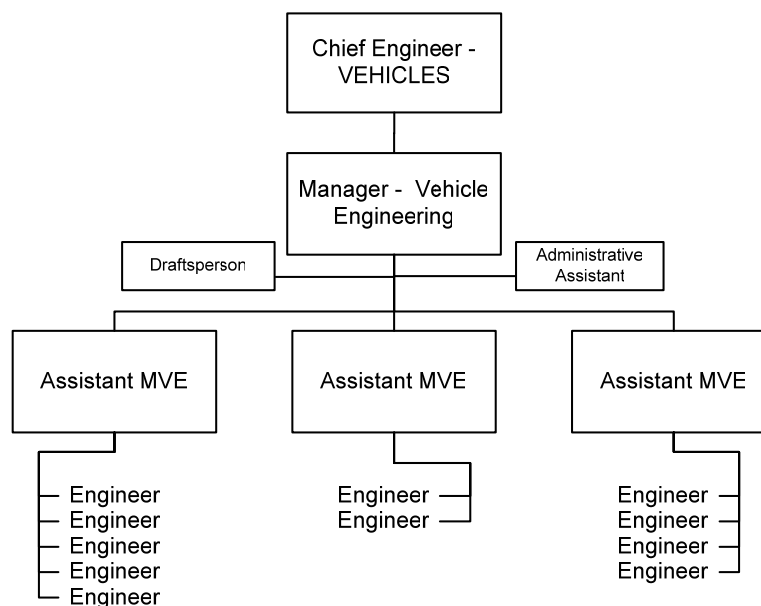 Chief Engineer -
VEHICLES
Manager - Vehicle
Engineering
Draftsperson
Administrative
Assistant
Assistant MVE
Assistant MVE
Assistant MVE
Engineer
Engineer
Engineer
Engineer
Engineer
Engineer
Engineer
Engineer
Engineer
Engineer
Engineer